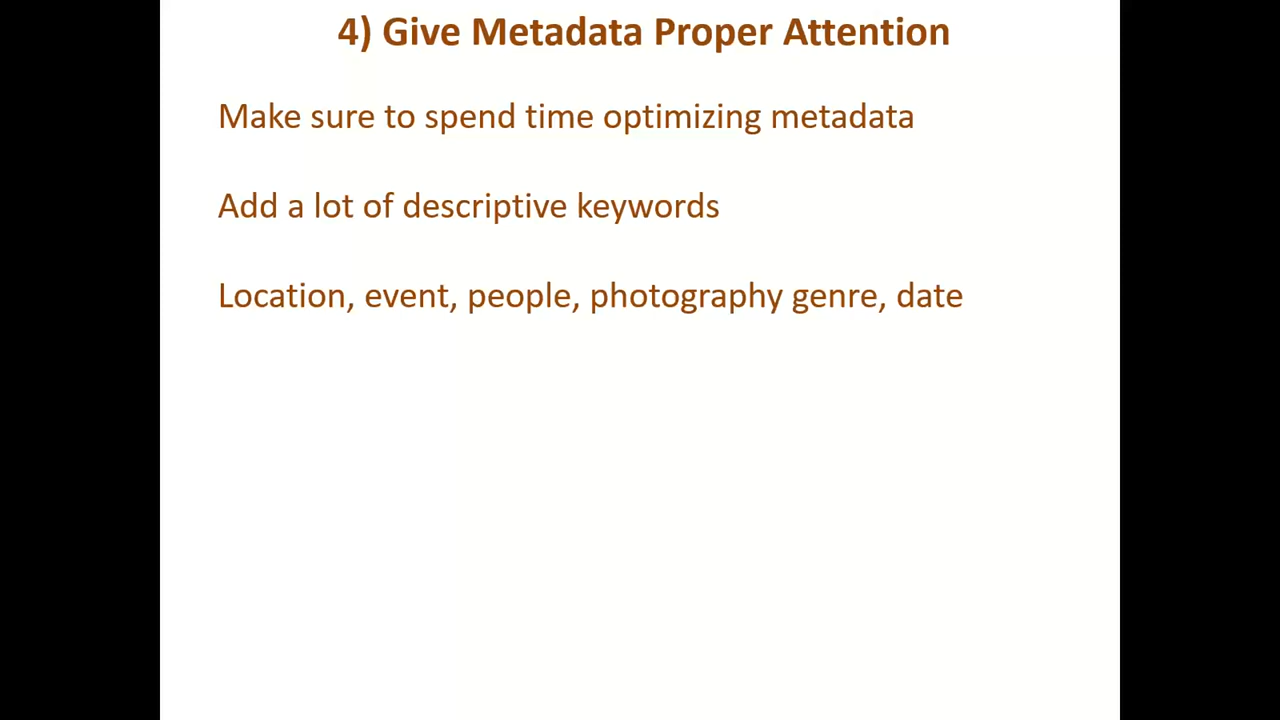 4) Give Metadata Proper Attention
Make sure to spend time optimizing metadata
Add a lot of descriptive keywords
Location, event, people, photography genre, date